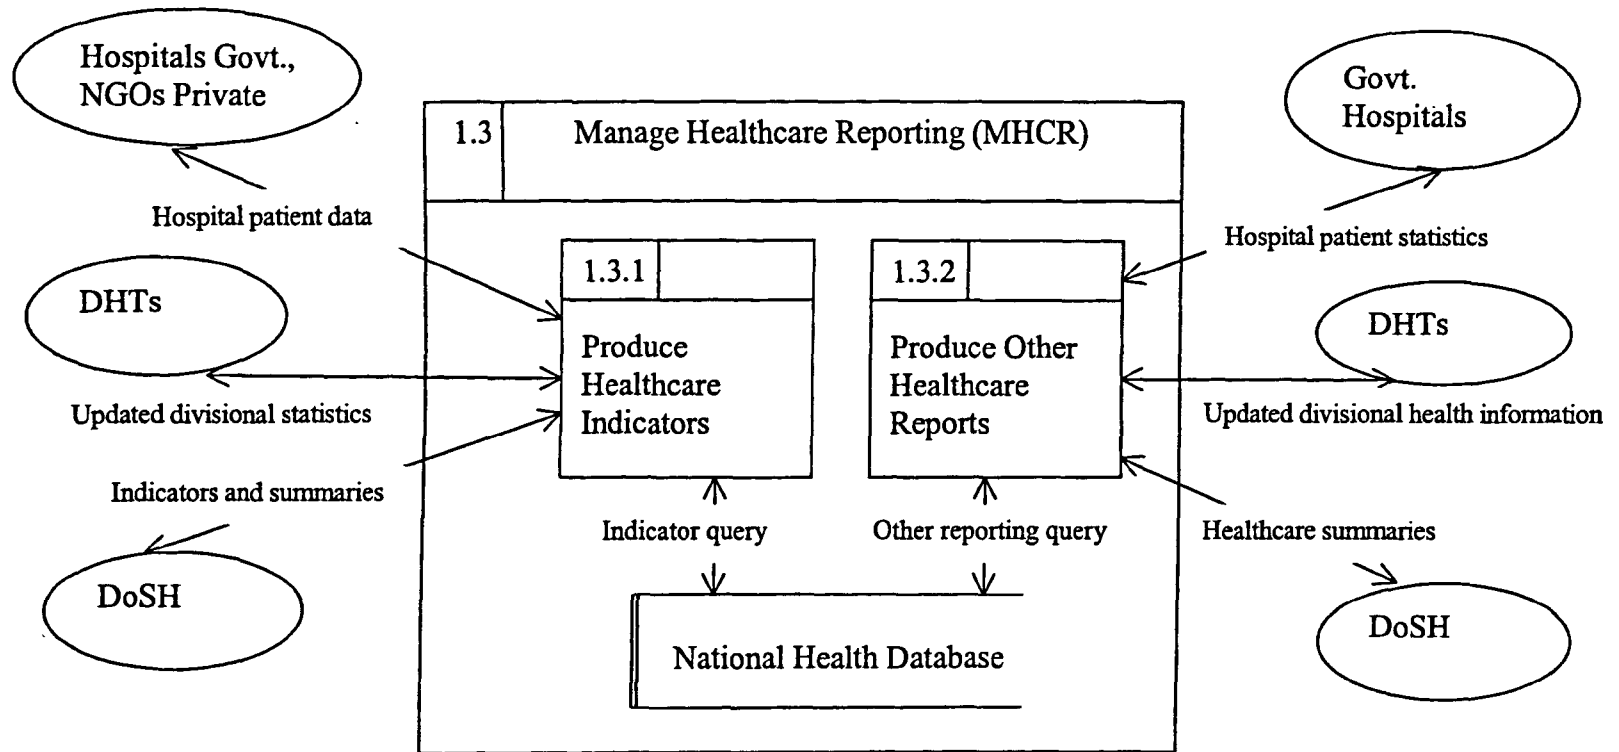 Hospitals Govt.,
NGOs Private
Govt.
Hospitals
1.3
Manage Healthcare Reporting (MHCR)
Hospital patient data
Hospital patient statistics
1.3.1
1.3.2
DHTs
DHTs
Produce
Healthcare
Indicators
Produce Other
Healthcare
Reports
Updated divisional statistics
Updated divisional health information
Indicators and summaries
Indicator query
Other reporting query
Healthcare summaries
DoSH
DoSH
National Health Database